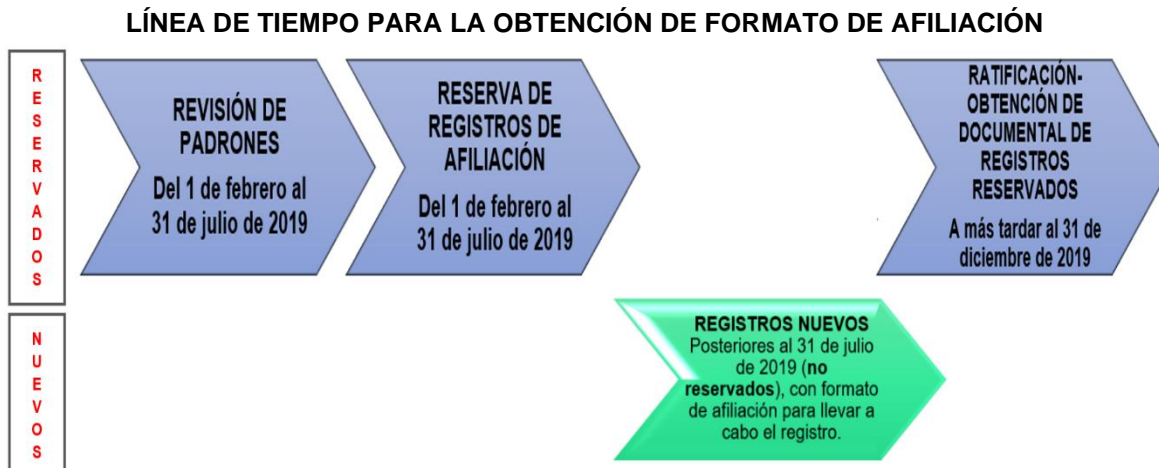 LÍNEA DE TIEMPO PARA LA OBTENCIÓN DE FORMATO DE AFILIACIÓN
RESERVADOS
REVISIÓN DE
PADRONES
Del 1 de febrero al
31 de julio de 2019
RESERVA DE
REGISTROS DE
AFILIACIÓN
Del 1 de febrero al
31 de julio de 2019
RATIFICACIÓN-
OBTENCIÓN DE
DOCUMENTAL DE
REGISTROS
RESERVADOS
A más tardar al 31 de
diciembre de 2019
NUEVOS
REGISTROS NUEVOS
Posteriores al 31 de julio
de 2019 (no
reservados), con formato
de afiliación para llevar a
cabo el registro.